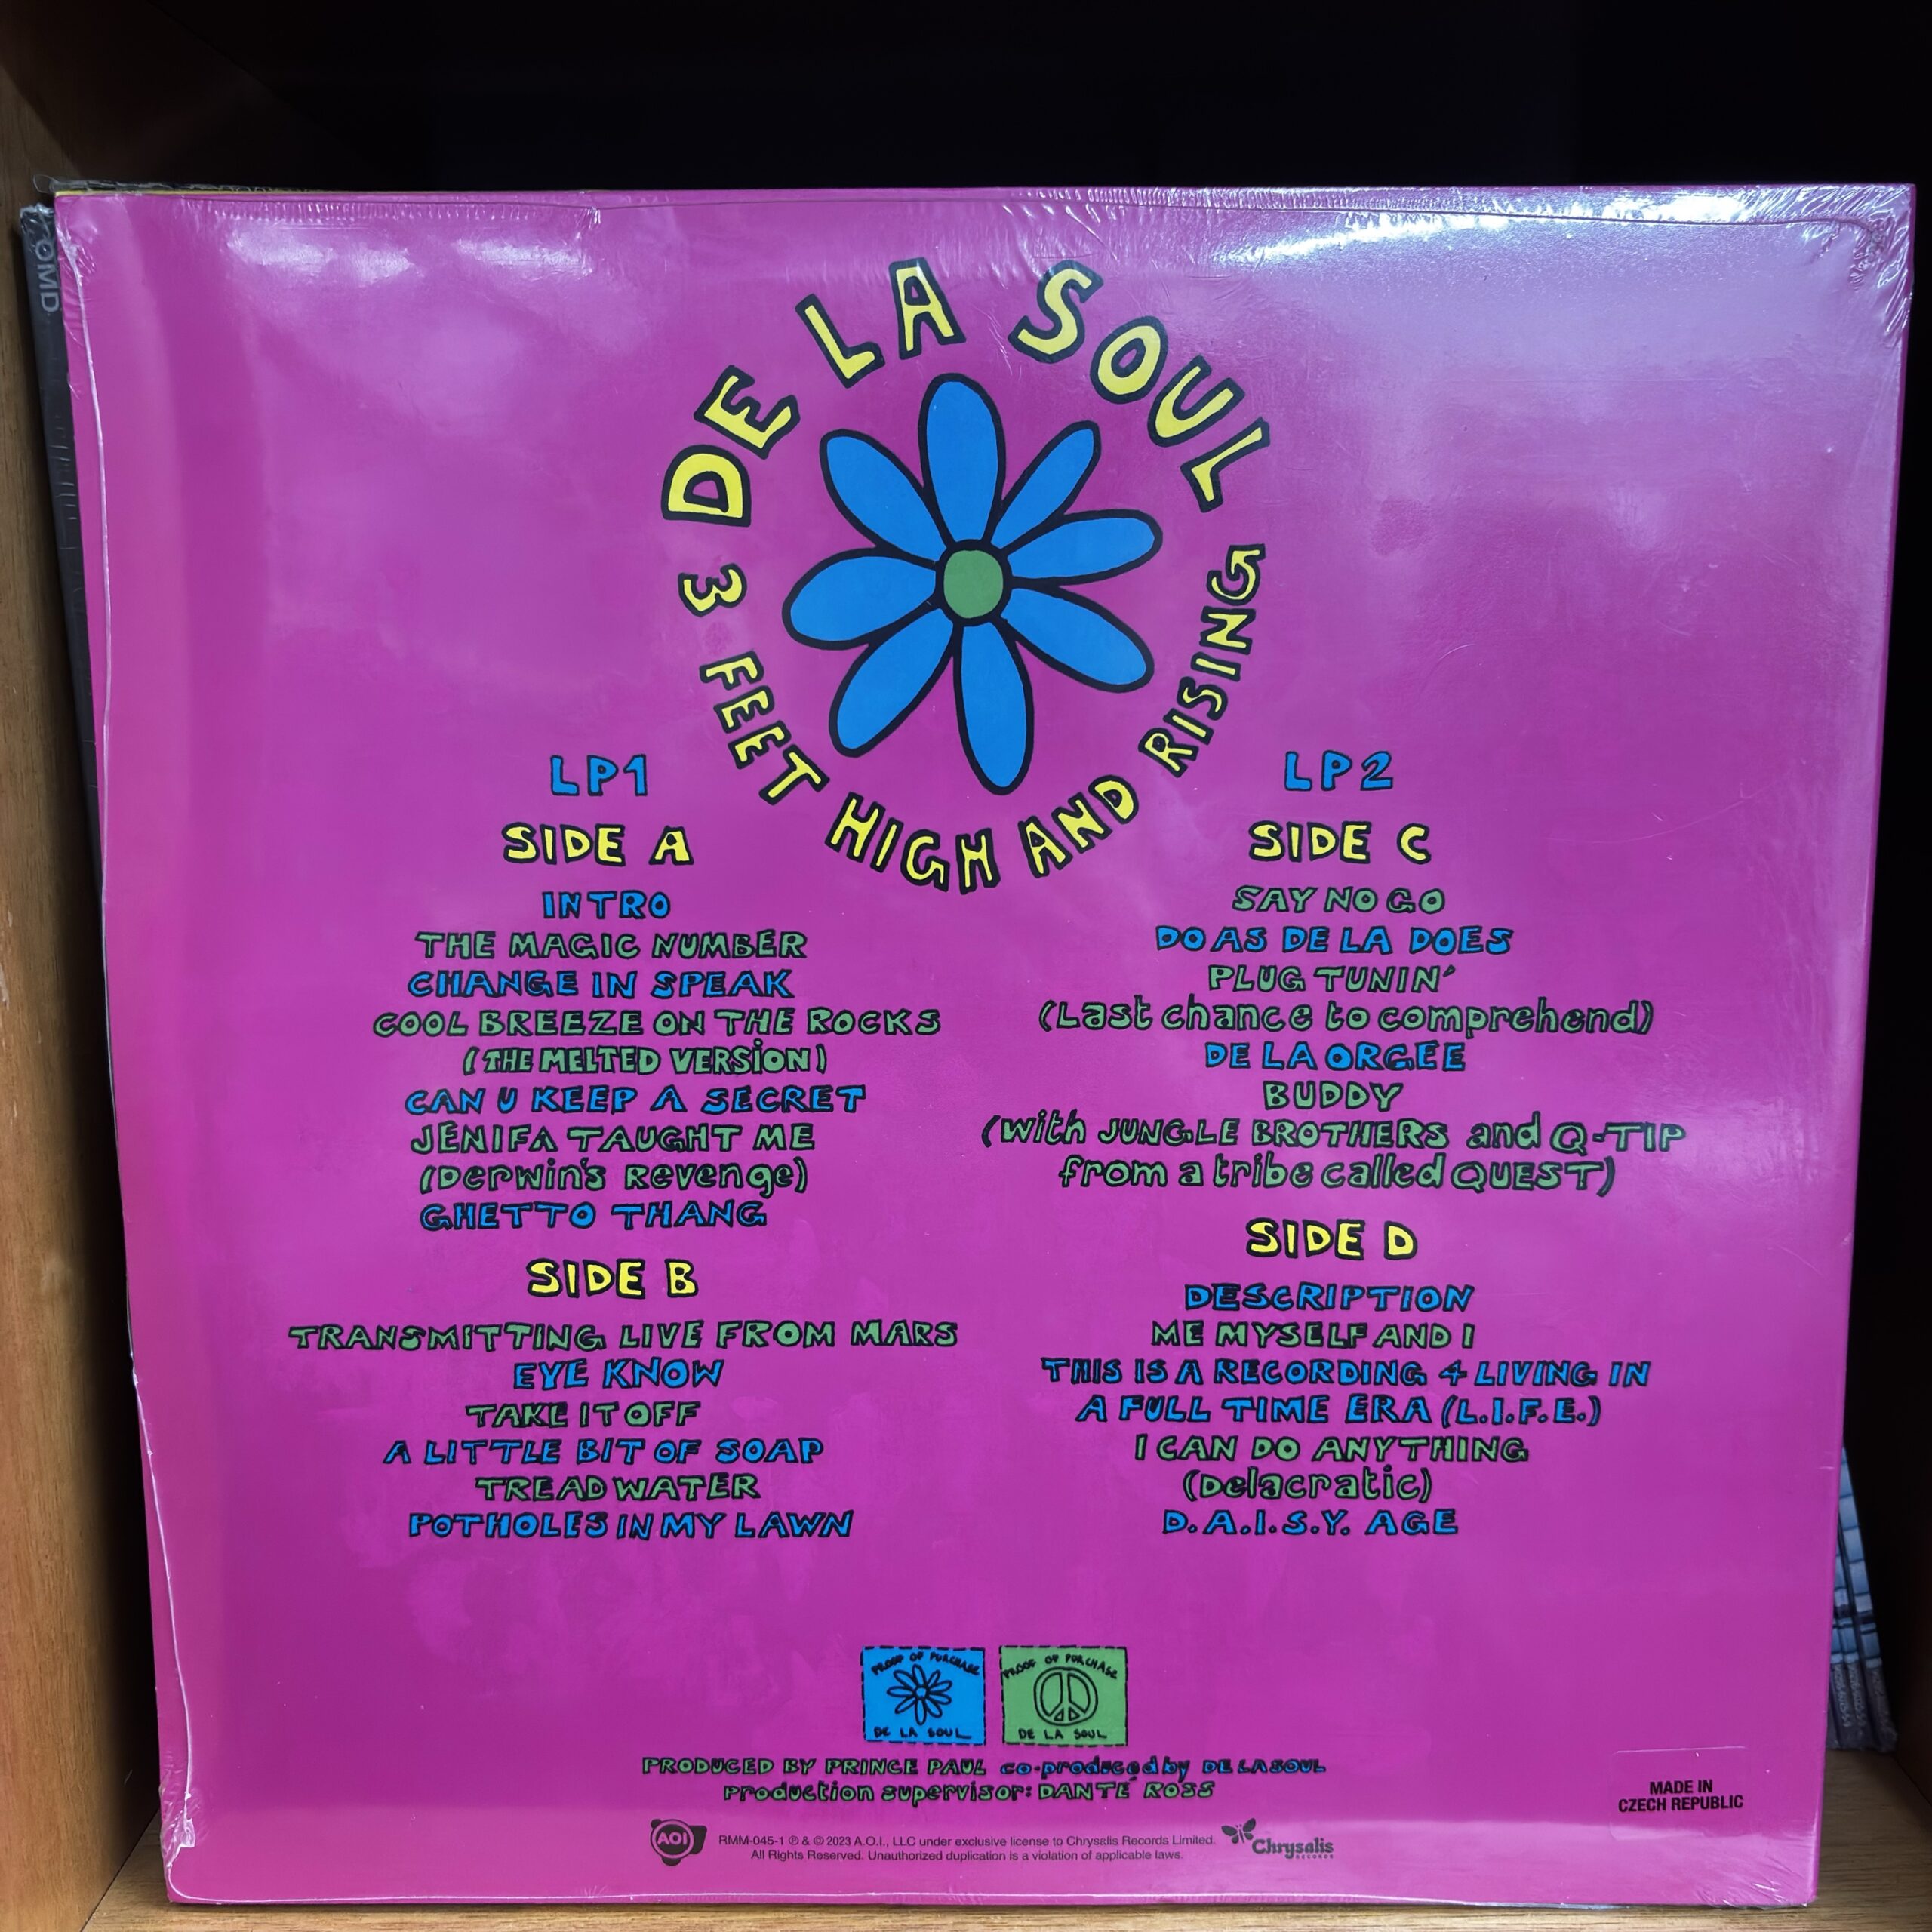 OMD
DE LA SOUL
3 FEET HIGH AND RISING
LP1
SIDE A
INTRO
THE MAGIC NUMBER
CHANGE IN SPEAK
COOL BREEZE ON THE ROCKS
(THE MELTED VERSION)
CAN U KEEP A SECRET
JENIFA TAUGHT ME
(Derwin's Revenge)
GHETTO THANG
SIDE B
TRANSMITTING LIVE FROM MARS
EYE KNOW
TAKE IT OFF
A LITTLE BIT OF SOAP
TREAD WATER
POTHOLES IN MY LAWN
LP2
SIDE C
SAY NO GO
DO AS DE LA DOES
PLUG TUNIN'
(Last chance to comprehend)
DE LA ORGEE
BUDDY
(with JUNGLE BROTHERS and Q-TIP
from a tribe called QUEST)
SIDE D
DESCRIPTION
ME MYSELF AND I
THIS IS A RECORDING 4 LIVING IN
A FULL TIME ERA (L.I.F.E.)
I CAN DO ANYTHING
(Delacratic)
D.A.I.S.Y. AGE
PROOF OF PURCHASE
DE LA SOUL
PROOF OF PURCHASE
DE LA SOUL
PRODUCED BY PRINCE PAUL co-produced by DE LA SOUL
Production supervisor: DANTÉ ROSS
MADE IN
CZECH REPUBLIC
AOI
RMM-045-1 ℗ & © 2023 A.O.I., LLC under exclusive license to Chrysalis Records Limited.
All Rights Reserved. Unauthorized duplication is a violation of applicable laws.
Chrysalis
RECORDS